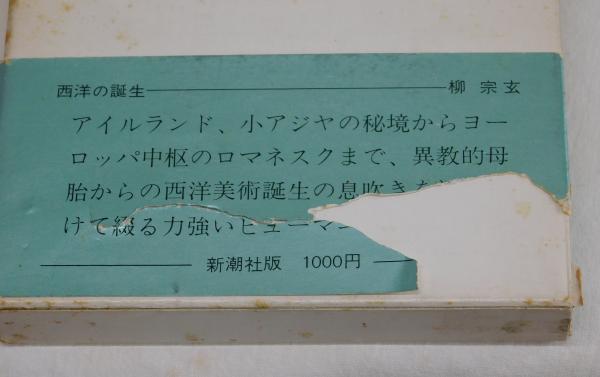 西洋の誕生――柳 宗玄
アイルランド、小アジヤの秘境からヨー
ロッパ中枢のロマネスクまで、異教的母
胎からの西洋美術誕生の息吹きを
けて綴る力強いヒューマニ
新潮社版 1000円